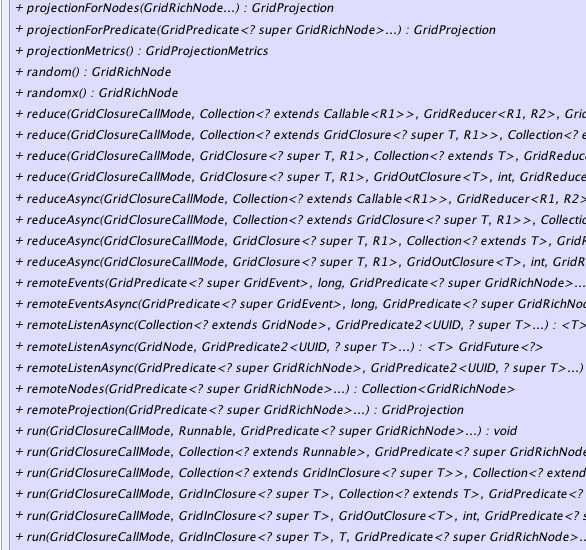 + projectionForNodes(GridRichNode...) : GridProjection
+ projectionForPredicate(GridPredicate<? super GridRichNode>...) : GridProjection
+ projectionMetrics() : GridProjectionMetrics
+ random() : GridRichNode
+ randomx() : GridRichNode
+ reduce(GridClosureCallMode, Collection<? extends Callable<R1>>, GridReducer<R1, R2>, Grid
+ reduce(GridClosureCallMode, Collection<? extends GridClosure<? super T, R1>>, Collection<? e
+ reduce(GridClosureCallMode, GridClosure<? super T, R1>, Collection<? extends T>, GridReduc
+ reduce(GridClosureCallMode, GridClosure<? super T, R1>, GridOutClosure<T>, int, GridReduce
+ reduceAsync(GridClosureCallMode, Collection<? extends Callable<R1>>, GridReducer<R1, R2>
+ reduceAsync(GridClosureCallMode, Collection<? extends GridClosure<? super T, R1>>, Collectio
+ reduceAsync(GridClosureCallMode, GridClosure<? super T, R1>, Collection<? extends T>, GridR
+ reduceAsync(GridClosureCallMode, GridClosure<? super T, R1>, GridOutClosure<T>, int, GridR
+ remoteEvents(GridPredicate<? super GridEvent>, long, GridPredicate<? super GridRichNode>...
+ remoteEventsAsync(GridPredicate<? super GridEvent>, long, GridPredicate<? super GridRichNo
+ remoteListenAsync(Collection<? extends GridNode>, GridPredicate2<UUID, ? super T>...) : <T>
+ remoteListenAsync(GridNode, GridPredicate2<UUID, ? super T>...) : <T> GridFuture<?>
+ remoteListenAsync(GridPredicate<? super GridRichNode>, GridPredicate2<UUID, ? super T>...)
+ remoteNodes(GridPredicate<? super GridRichNode>...) : Collection<GridRichNode>
+ remoteProjection(GridPredicate<? super GridRichNode>...) : GridProjection
+ run(GridClosureCallMode, Runnable, GridPredicate<? super GridRichNode>...) : void
+ run(GridClosureCallMode, Collection<? extends Runnable>, GridPredicate<? super GridRichNode
+ run(GridClosureCallMode, Collection<? extends GridInClosure<? super T>>, Collection<? extend
+ run(GridClosureCallMode, GridInClosure<? super T>, Collection<? extends T>, GridPredicate<?
+ run(GridClosureCallMode, GridInClosure<? super T>, GridOutClosure<T>, int, GridPredicate<? s
+ run(GridClosureCallMode, GridInClosure<? super T>, T, GridPredicate<? super GridRichNode>..